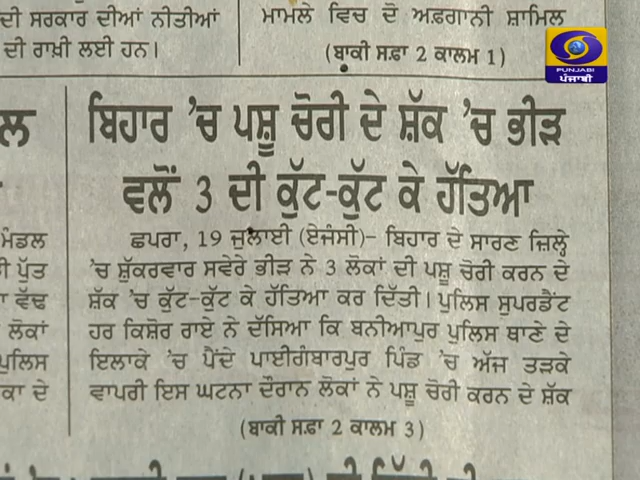 ਦੀ ਸਰਕਾਰ ਦੀਆਂ ਨੀਤੀਆਂ
ਦੀ ਰਾਖੀ ਲਈ ਹਨ।
ਮਾਮਲੇ ਵਿਚ ਦੋ ਅਫਗਾਨੀ ਸ਼ਾਮਿਲ
(ਬਾਕੀ ਸਫ਼ਾ 2 ਕਾਲਮ 1)
PUNJABI
ਪੰਜਾਬੀ
ਬਿਹਾਰ 'ਚ ਪਸ਼ੂ ਚੋਰੀ ਦੇ ਸ਼ੱਕ 'ਚ ਭੀੜ
ਵਲੋਂ 3 ਦੀ ਕੁੱਟ-ਕੁੱਟ ਕੇ ਹੱਤਿਆ
ਛਪਰਾ, 19 ਜੁਲਾਈ (ਏਜੰਸੀ)- ਬਿਹਾਰ ਦੇ ਸਾਰਣ ਜ਼ਿਲ੍ਹੇ
'ਚ ਸ਼ੁੱਕਰਵਾਰ ਸਵੇਰੇ ਭੀੜ ਨੇ 3 ਲੋਕਾਂ ਦੀ ਪਸ਼ੂ ਚੋਰੀ ਕਰਨ ਦੇ
ਸ਼ੱਕ 'ਚ ਕੁੱਟ-ਕੁੱਟ ਕੇ ਹੱਤਿਆ ਕਰ ਦਿੱਤੀ। ਪੁਲਿਸ ਸੁਪਰਡੈਂਟ
ਹਰ ਕਿਸ਼ੋਰ ਰਾਏ ਨੇ ਦੱਸਿਆ ਕਿ ਬਨੀਆਪੁਰ ਪੁਲਿਸ ਥਾਣੇ ਦੇ
ਇਲਾਕੇ 'ਚ ਪੈਂਦੇ ਪਾਈਗੰਬਾਰਪੁਰ ਪਿੰਡ 'ਚ ਅੱਜ ਤੜਕੇ
ਵਾਪਰੀ ਇਸ ਘਟਨਾ ਦੌਰਾਨ ਲੋਕਾਂ ਨੇ ਪਸ਼ੂ ਚੋਰੀ ਕਰਨ ਦੇ ਸ਼ੱਕ
(ਬਾਕੀ ਸਫ਼ਾ 2 ਕਾਲਮ 3)
ਮੰਡਲ
ਪੁੱਤ
ਵੱਢ
ਲੋਕਾਂ
ਪੁਲਿਸ
ਦੇ